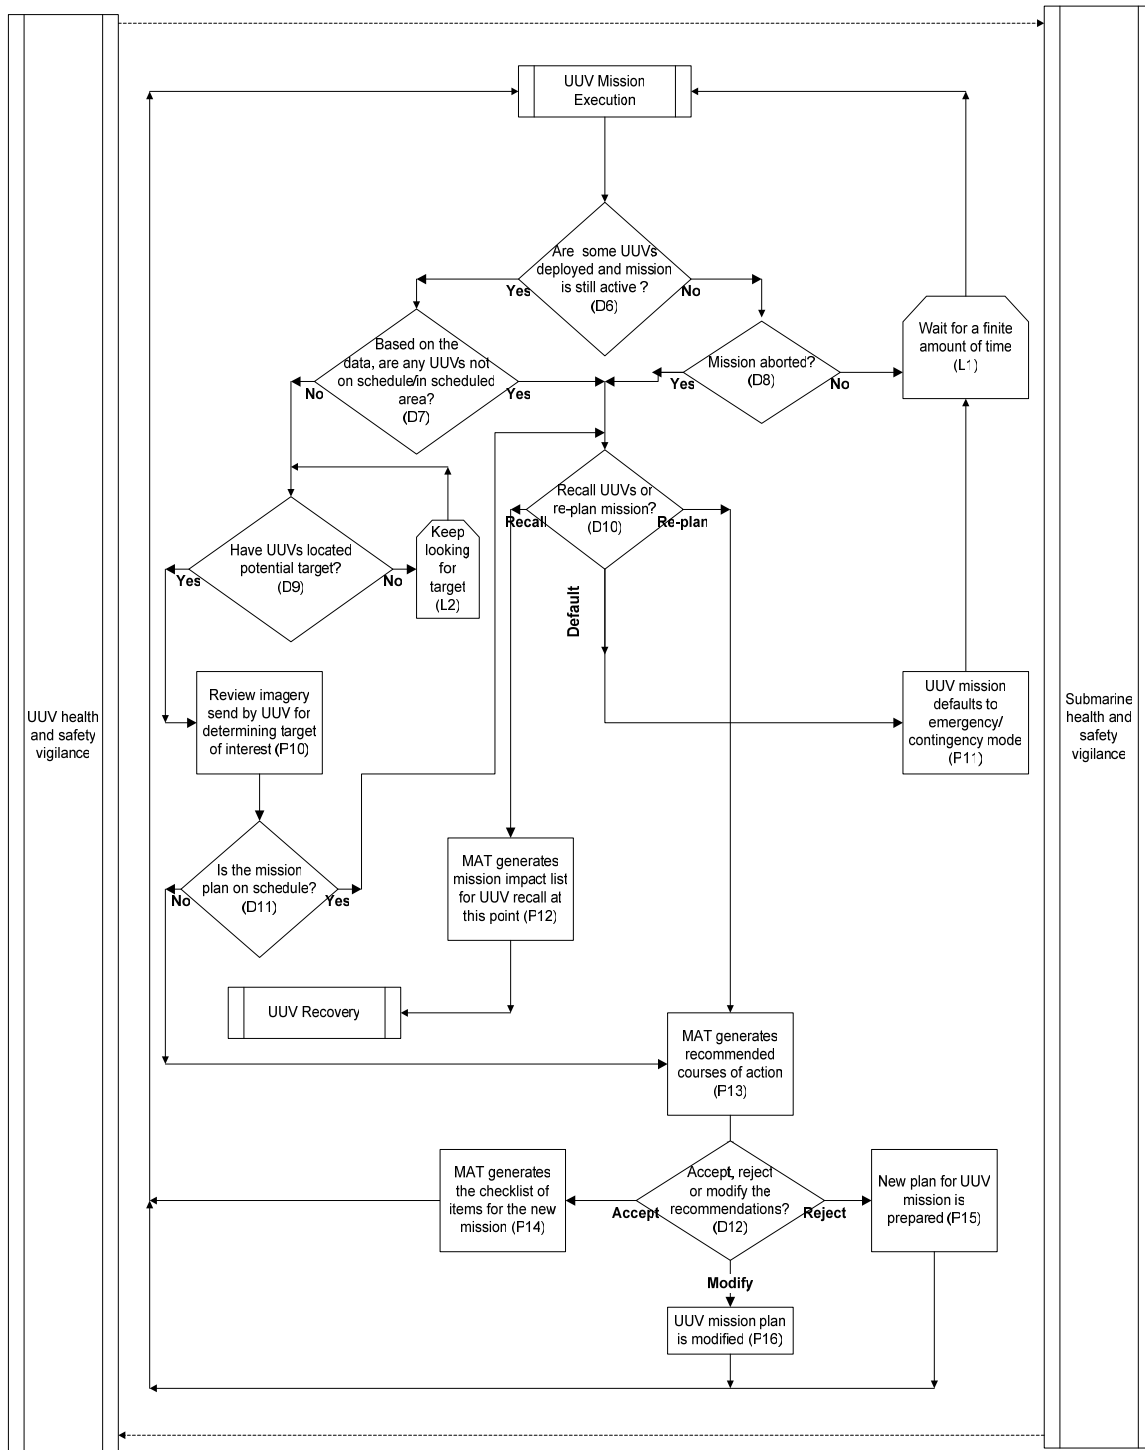 UUV Mission
Execution
Are some UUVs
deployed and mission
is still active ?
(D6)
Yes
No
Based on the
data, are any UUVs not
on schedule/in scheduled
area?
(D7)
No
Yes
Mission aborted?
(D8)
Yes
No
Wait for a finite
amount of time
(L1)
Recall UUVs or
re-plan mission?
(D10)
Recall
Re-plan
Default
Have UUVs located
potential target?
(D9)
Yes
No
Keep
looking
for
target
(L2)
Review imagery
send by UUV for
determining target
of interest (P10)
UUV mission
defaults to
emergency/
contingency mode
(P11)
UUV health
and safety
vigilance
Submarine
health and
safety
vigilance
Is the mission
plan on schedule?
(D11)
No
Yes
MAT generates
mission impact list
for UUV recall at
this point (P12)
UUV Recovery
MAT generates
recommended
courses of action
(P13)
Accept, reject
or modify the
recommendations?
(D12)
Accept
Reject
Modify
MAT generates
the checklist of
items for the new
mission (P14)
New plan for UUV
mission is
prepared (P15)
UUV mission plan
is modified (P16)